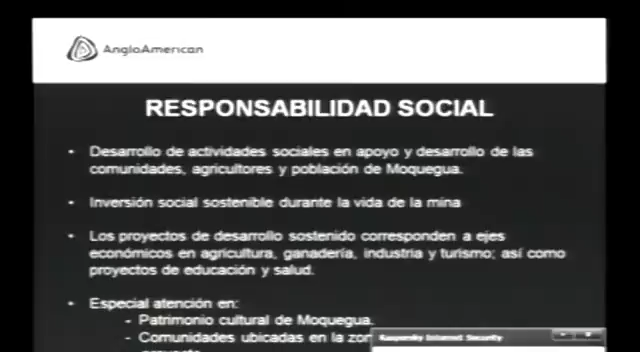 AngloAmerican
RESPONSABILIDAD SOCIAL
• Desarrollo de actividades sociales en apoyo y desarrollo de las
comunidades, agricultores y población de Moquegua.
• Inversión social sostenible durante la vida de la mina
• Los proyectos de desarrollo sostenido corresponden a ejes
económicos en agricultura, ganadería, industria y turismo; así como
proyectos de educación y salud.
• Especial atención en:
- Patrimonio cultural de Moquegua.
- Comunidades ubicadas en la
Kaspersky Internet Security